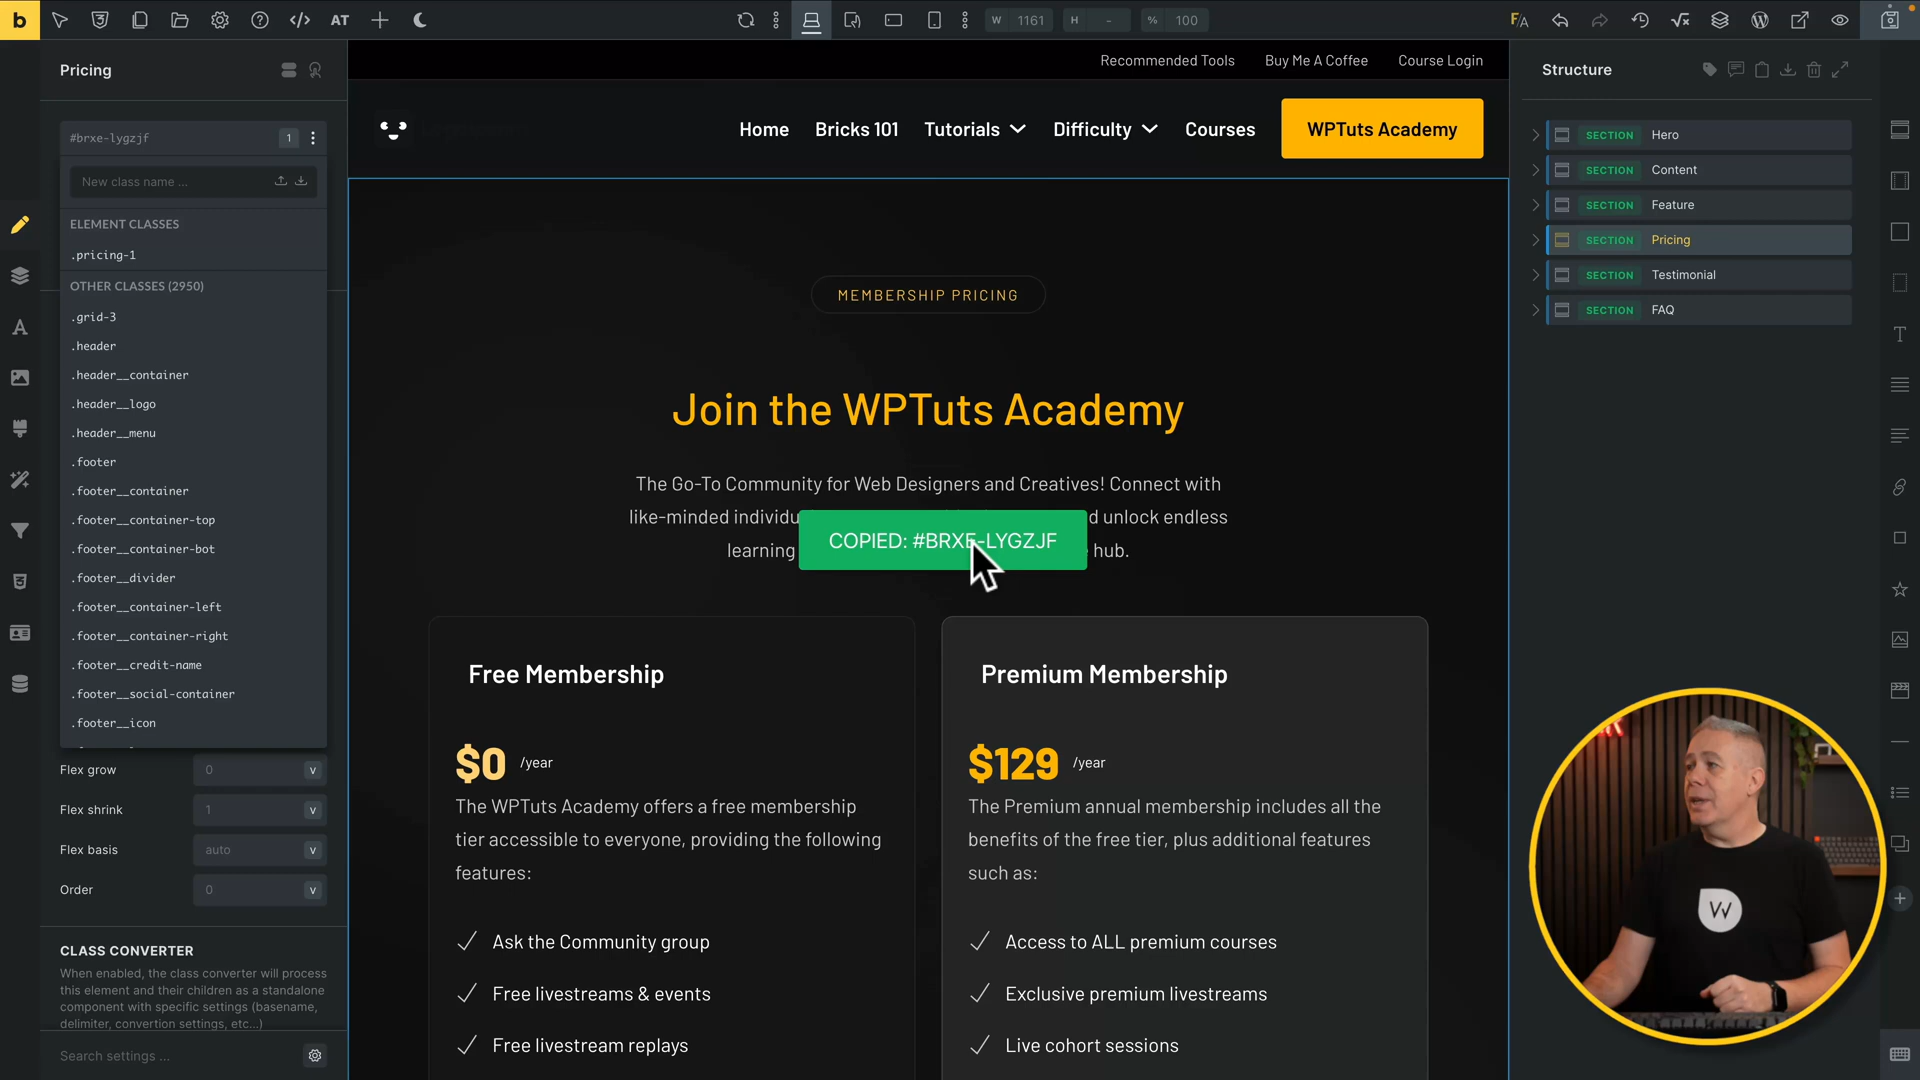 b
AT
W 1161
H -
% 100
F/A
Pricing
#brxe-lygzjf
1
New class name ...
ELEMENT CLASSES
.pricing-1
OTHER CLASSES (2950)
.grid-3
.header
.header__container
.header__logo
.header__menu
.footer
.footer__container
.footer__container-top
.footer__container-bot
.footer__divider
.footer__container-left
.footer__container-right
.footer__credit-name
.footer__social-container
.footer__icon
Flex grow 0 v
Flex shrink 1 v
Flex basis auto v
Order 0 v
CLASS CONVERTER
When enabled, the class converter will process
this element and their children as a standalone
component with specific settings (basename,
delimiter, convertion settings, etc...)
Search settings ...
Recommended Tools
Buy Me A Coffee
Course Login
Home
Bricks 101
Tutorials
Difficulty
Courses
WPTuts Academy
MEMBERSHIP PRICING
Join the WPTuts Academy
The Go-To Community for Web Designers and Creatives! Connect with
like-minded individu d unlock endless
learning hub.
COPIED: #BRXE-LYGZJF
Free Membership
$0 /year
The WPTuts Academy offers a free membership
tier accessible to everyone, providing the following
features:
Ask the Community group
Free livestreams & events
Free livestream replays
Premium Membership
$129 /year
The Premium annual membership includes all the
benefits of the free tier, plus additional features
such as:
Access to ALL premium courses
Exclusive premium livestreams
Live cohort sessions
Structure
SECTION Hero
SECTION Content
SECTION Feature
SECTION Pricing
SECTION Testimonial
SECTION FAQ
W